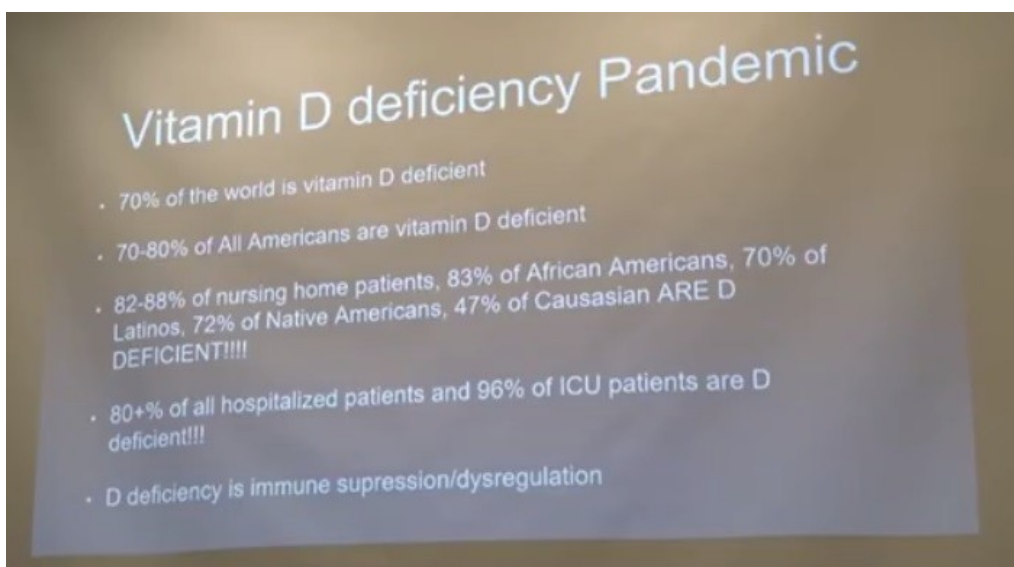 Vitamin D deficiency Pandemic
• 70% of the world is vitamin D deficient
• 70-80% of All Americans are vitamin D deficient
• 82-88% of nursing home patients, 83% of African Americans, 70% of
Latinos, 72% of Native Americans, 47% of Causasian ARE D
DEFICIENT!!!!
• 80+% of all hospitalized patients and 96% of ICU patients are D
deficient!!!
• D deficiency is immune supression/dysregulation